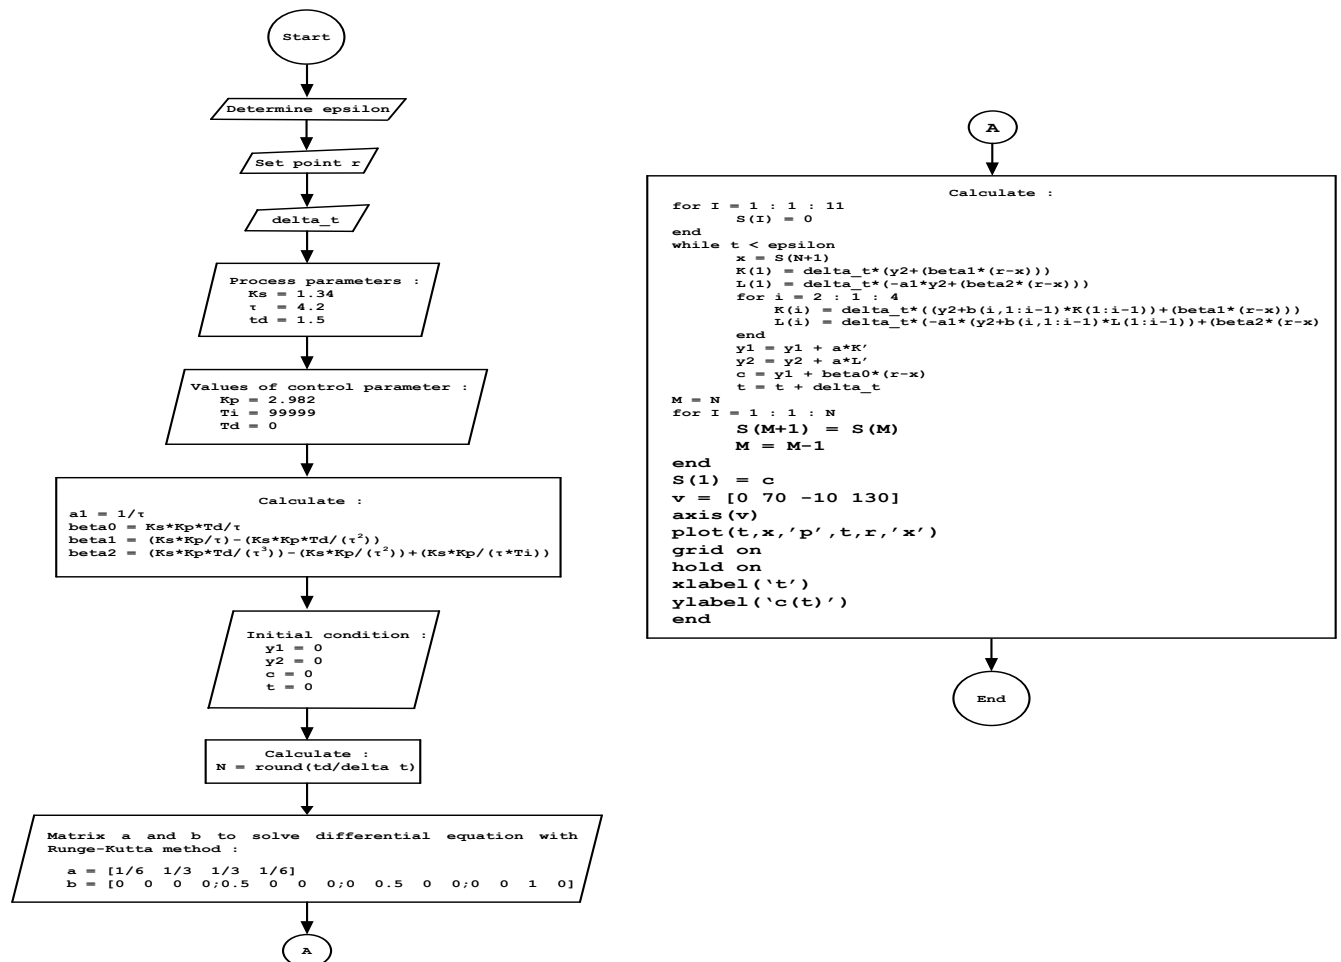 Start
Determine epsilon
Set point r
delta_t
Process parameters :
Ks = 1.34
τ = 4.2
td = 1.5
Values of control parameter :
Kp = 2.982
Ti = 99999
Td = 0
Calculate :
a1 = 1/τ
beta0 = Ks*Kp*Td/τ
beta1 = (Ks*Kp/τ)-(Ks*Kp*Td/(τ²))
beta2 = (Ks*Kp*Td/(τ³))-(Ks*Kp/(τ²))+(Ks*Kp/(τ*Ti))
Initial condition :
y1 = 0
y2 = 0
c = 0
t = 0
Calculate :
N = round(td/delta t)
Matrix a and b to solve differential equation with
Runge-Kutta method :
a = [1/6 1/3 1/3 1/6]
b = [0 0 0 0;0.5 0 0 0;0 0.5 0 0;0 0 1 0]
A
A
Calculate :
for I = 1 : 1 : 11
S(I) = 0
end
while t < epsilon
x = S(N+1)
K(1) = delta_t*(y2+(beta1*(r-x)))
L(1) = delta_t*(-a1*y2+(beta2*(r-x)))
for i = 2 : 1 : 4
K(i) = delta_t*((y2+b(i,1:i-1)*K(1:i-1))+(beta1*(r-x)))
L(i) = delta_t*(-a1*(y2+b(i,1:i-1)*L(1:i-1))+(beta2*(r-x)
end
y1 = y1 + a*K’
y2 = y2 + a*L’
c = y1 + beta0*(r-x)
t = t + delta_t
M = N
for I = 1 : 1 : N
S(M+1) = S(M)
M = M-1
end
S(1) = c
v = [0 70 -10 130]
axis(v)
plot(t,x,’p’,t,r,’x’)
grid on
hold on
xlabel(‘t’)
ylabel(‘c(t)’)
end
End